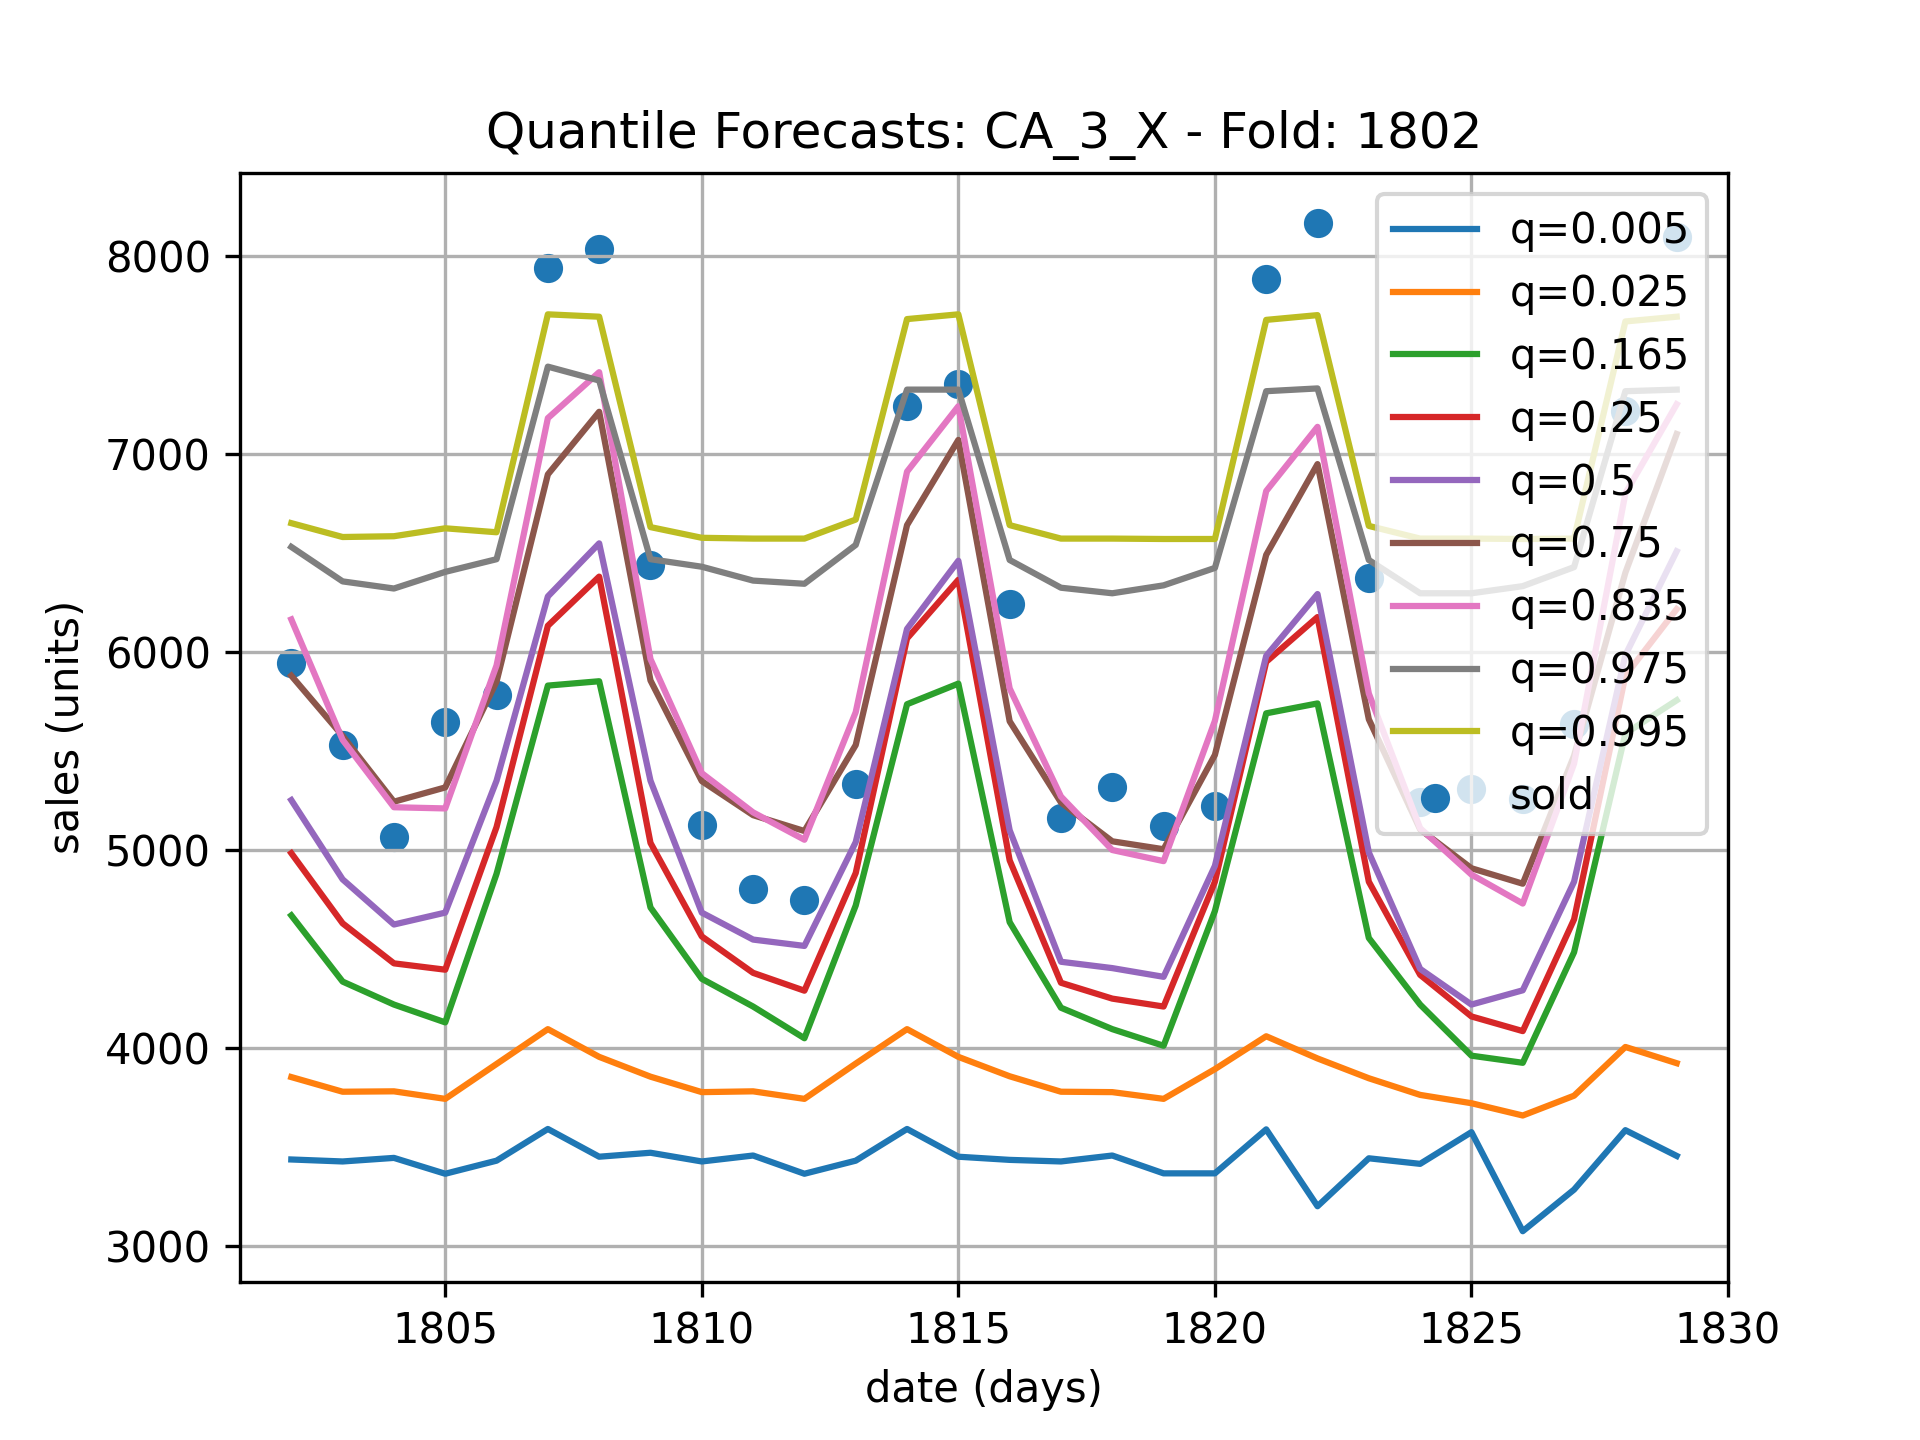 Quantile Forecasts: CA_3_X - Fold: 1802
8000
7000
6000
5000
4000
3000
sales (units)
q=0.005
q=0.025
q=0.165
q=0.25
q=0.5
q=0.75
q=0.835
q=0.975
q=0.995
sold
1805 1810 1815 1820 1825 1830
date (days)